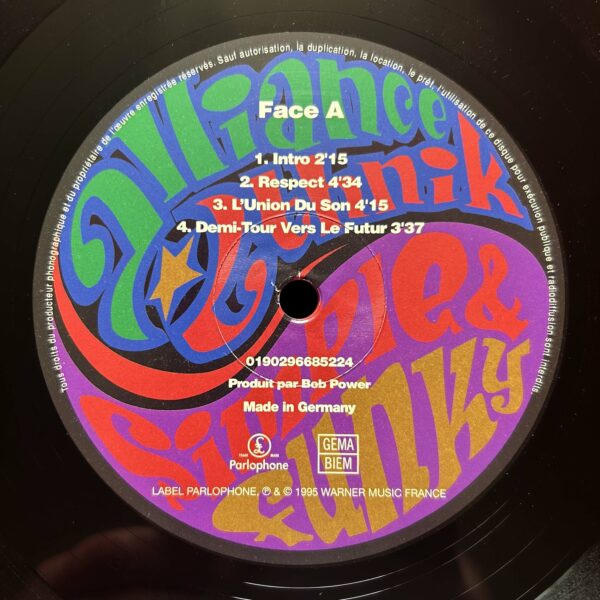 Tous droits du producteur phonographique et du propriétaire de l'œuvre enregistrée réservés. Sauf autorisation, la duplication, la location, le prêt, l'utilisation de ce disque pour exécution publique et radiodiffusion sont interdits.
Alliance
Ethnik
Face A
1. Intro 2'15
2. Respect 4'34
3. L'Union Du Son 4'15
4. Demi-Tour Vers Le Futur 3'37
Simple &
Funky
0190296685224
Produit par Bob Power
Made in Germany
£
TRADE MARK
Parlophone
GEMA
BIEM
LABEL PARLOPHONE, ℗ & © 1995 WARNER MUSIC FRANCE